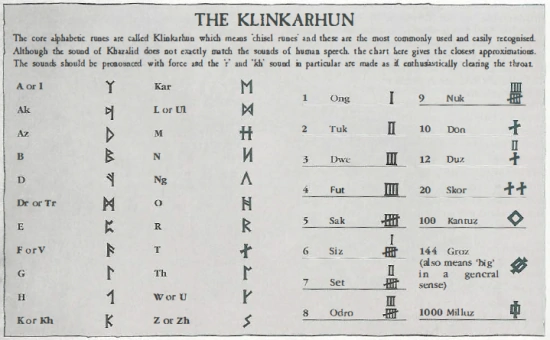 THE KLINKARHUN
The core alphabetic runes are called Klinkarhun which means 'chisel runes' and these are the most commonly used and easily recognised.
Although the sound of Kharalid does not exactly match the sounds of human speech, the chart here gives the closest approximations.
The sounds should be pronounced with force and the 'r' and 'kh' sound in particular are made as if enthusiastically clearing the throat.
A or I Kar
Ak L or Ul
Az M
B N
D Ng
Dr or Tr O
E R
F or V T
G Th
H W or U
K or Kh Z or Zh
1 Ong 9 Nuk
2 Tuk 10 Don
3 Dwe 12 Duz
4 Fut 20 Skor
5 Sak 100 Kantuz
6 Siz 144 Groz
(also means 'big'
7 Set in a general
sense)
8 Odro 1000 Milluz